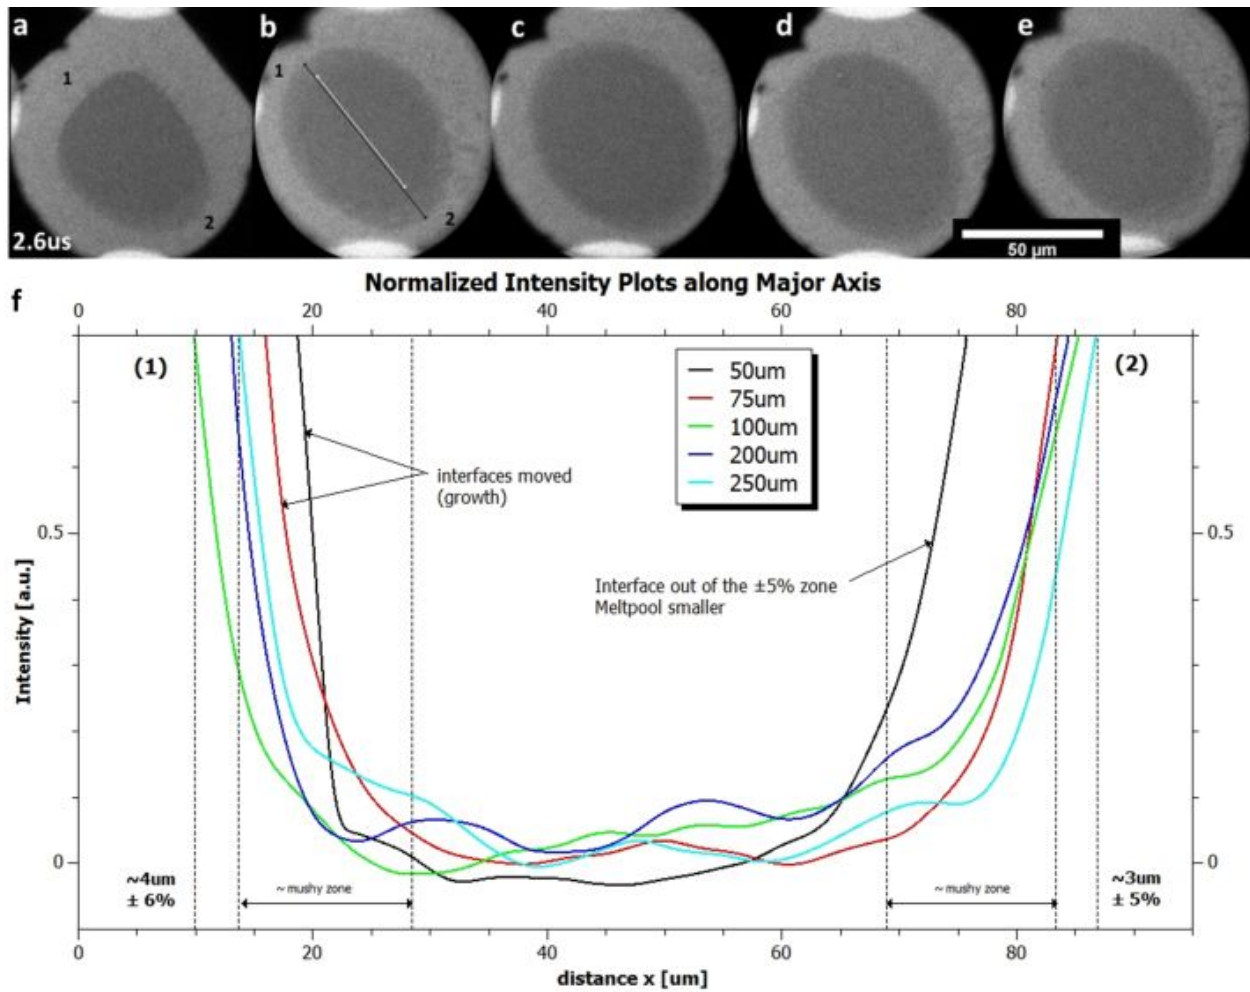 a
b
c
d
e
1
2
1
2
2.6us
50 µm
f
Normalized Intensity Plots along Major Axis
0 20 40 60 80
(1)
(2)
50um
75um
100um
200um
250um
interfaces moved
(growth)
Interface out of the ±5% zone
Meltpool smaller
0.5
0.5
0
0
Intensity [a.u.]
~4um
± 6%
~ mushy zone
~ mushy zone
~3um
± 5%
0 20 40 60 80
distance x [um]